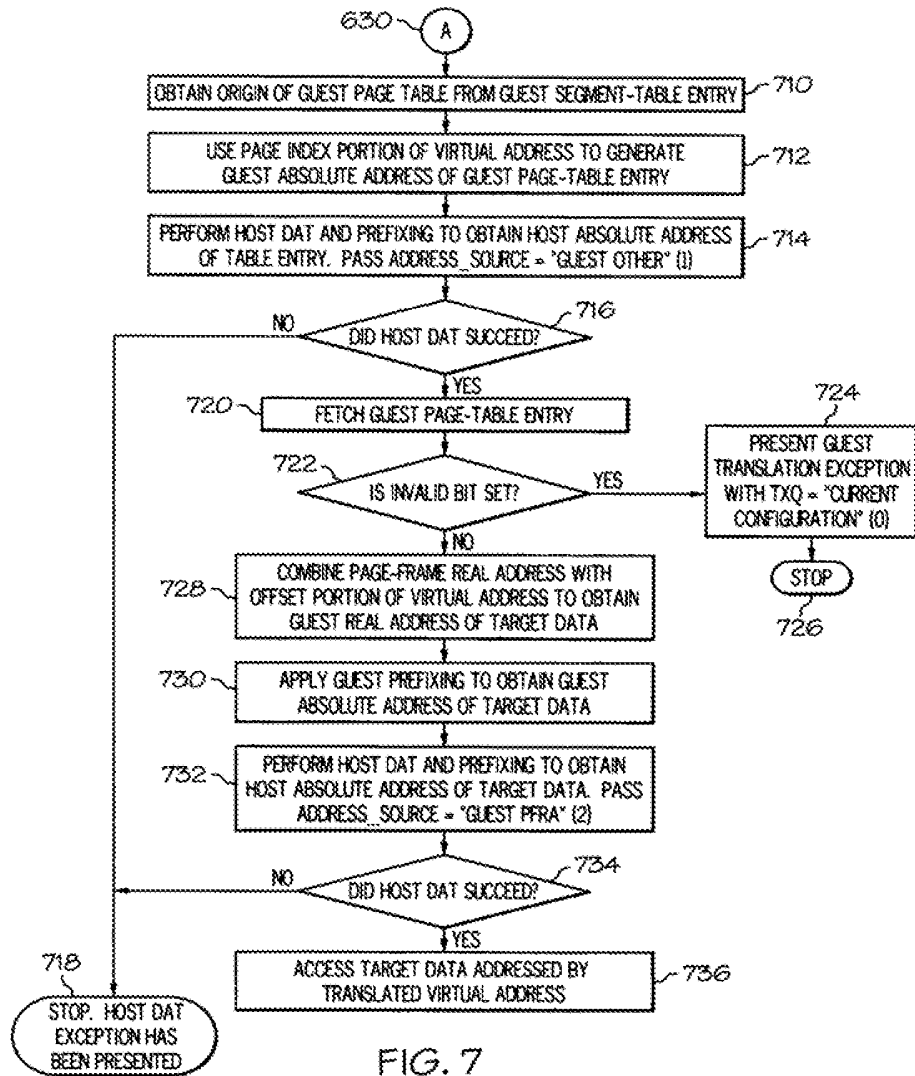 630
A
OBTAIN ORIGIN OF GUEST PAGE TABLE FROM GUEST SEGMENT-TABLE ENTRY
710
USE PAGE INDEX PORTION OF VIRTUAL ADDRESS TO GENERATE
GUEST ABSOLUTE ADDRESS OF GUEST PAGE-TABLE ENTRY
712
PERFORM HOST DAT AND PREFIXING TO OBTAIN HOST ABSOLUTE ADDRESS
OF TABLE ENTRY. PASS ADDRESS_SOURCE = "GUEST OTHER" (1)
714
716
NO
DID HOST DAT SUCCEED?
YES
720
FETCH GUEST PAGE-TABLE ENTRY
724
PRESENT GUEST
TRANSLATION EXCEPTION
WITH TXQ = "CURRENT
CONFIGURATION" (0)
722
IS INVALID BIT SET?
YES
NO
STOP
726
728
COMBINE PAGE-FRAME REAL ADDRESS WITH
OFFSET PORTION OF VIRTUAL ADDRESS TO OBTAIN
GUEST REAL ADDRESS OF TARGET DATA
730
APPLY GUEST PREFIXING TO OBTAIN GUEST
ABSOLUTE ADDRESS OF TARGET DATA
732
PERFORM HOST DAT AND PREFIXING TO OBTAIN
HOST ABSOLUTE ADDRESS OF TARGET DATA. PASS
ADDRESS_SOURCE = "GUEST PFRA" (2)
734
NO
DID HOST DAT SUCCEED?
YES
718
STOP. HOST DAT
EXCEPTION HAS
BEEN PRESENTED
ACCESS TARGET DATA ADDRESSED BY
TRANSLATED VIRTUAL ADDRESS
736
FIG. 7